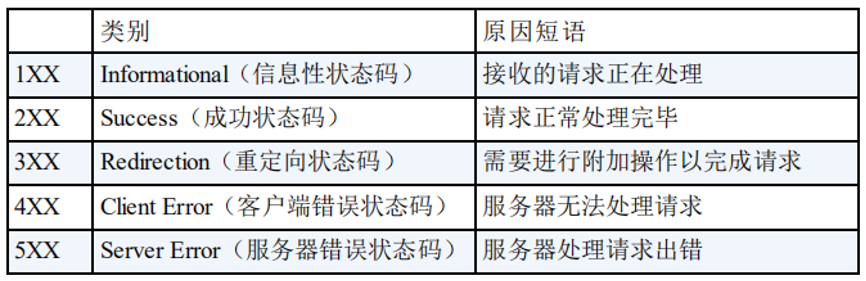 类别 原因短语
1XX Informational（信息性状态码） 接收的请求正在处理
2XX Success（成功状态码） 请求正常处理完毕
3XX Redirection（重定向状态码） 需要进行附加操作以完成请求
4XX Client Error（客户端错误状态码） 服务器无法处理请求
5XX Server Error（服务器错误状态码） 服务器处理请求出错